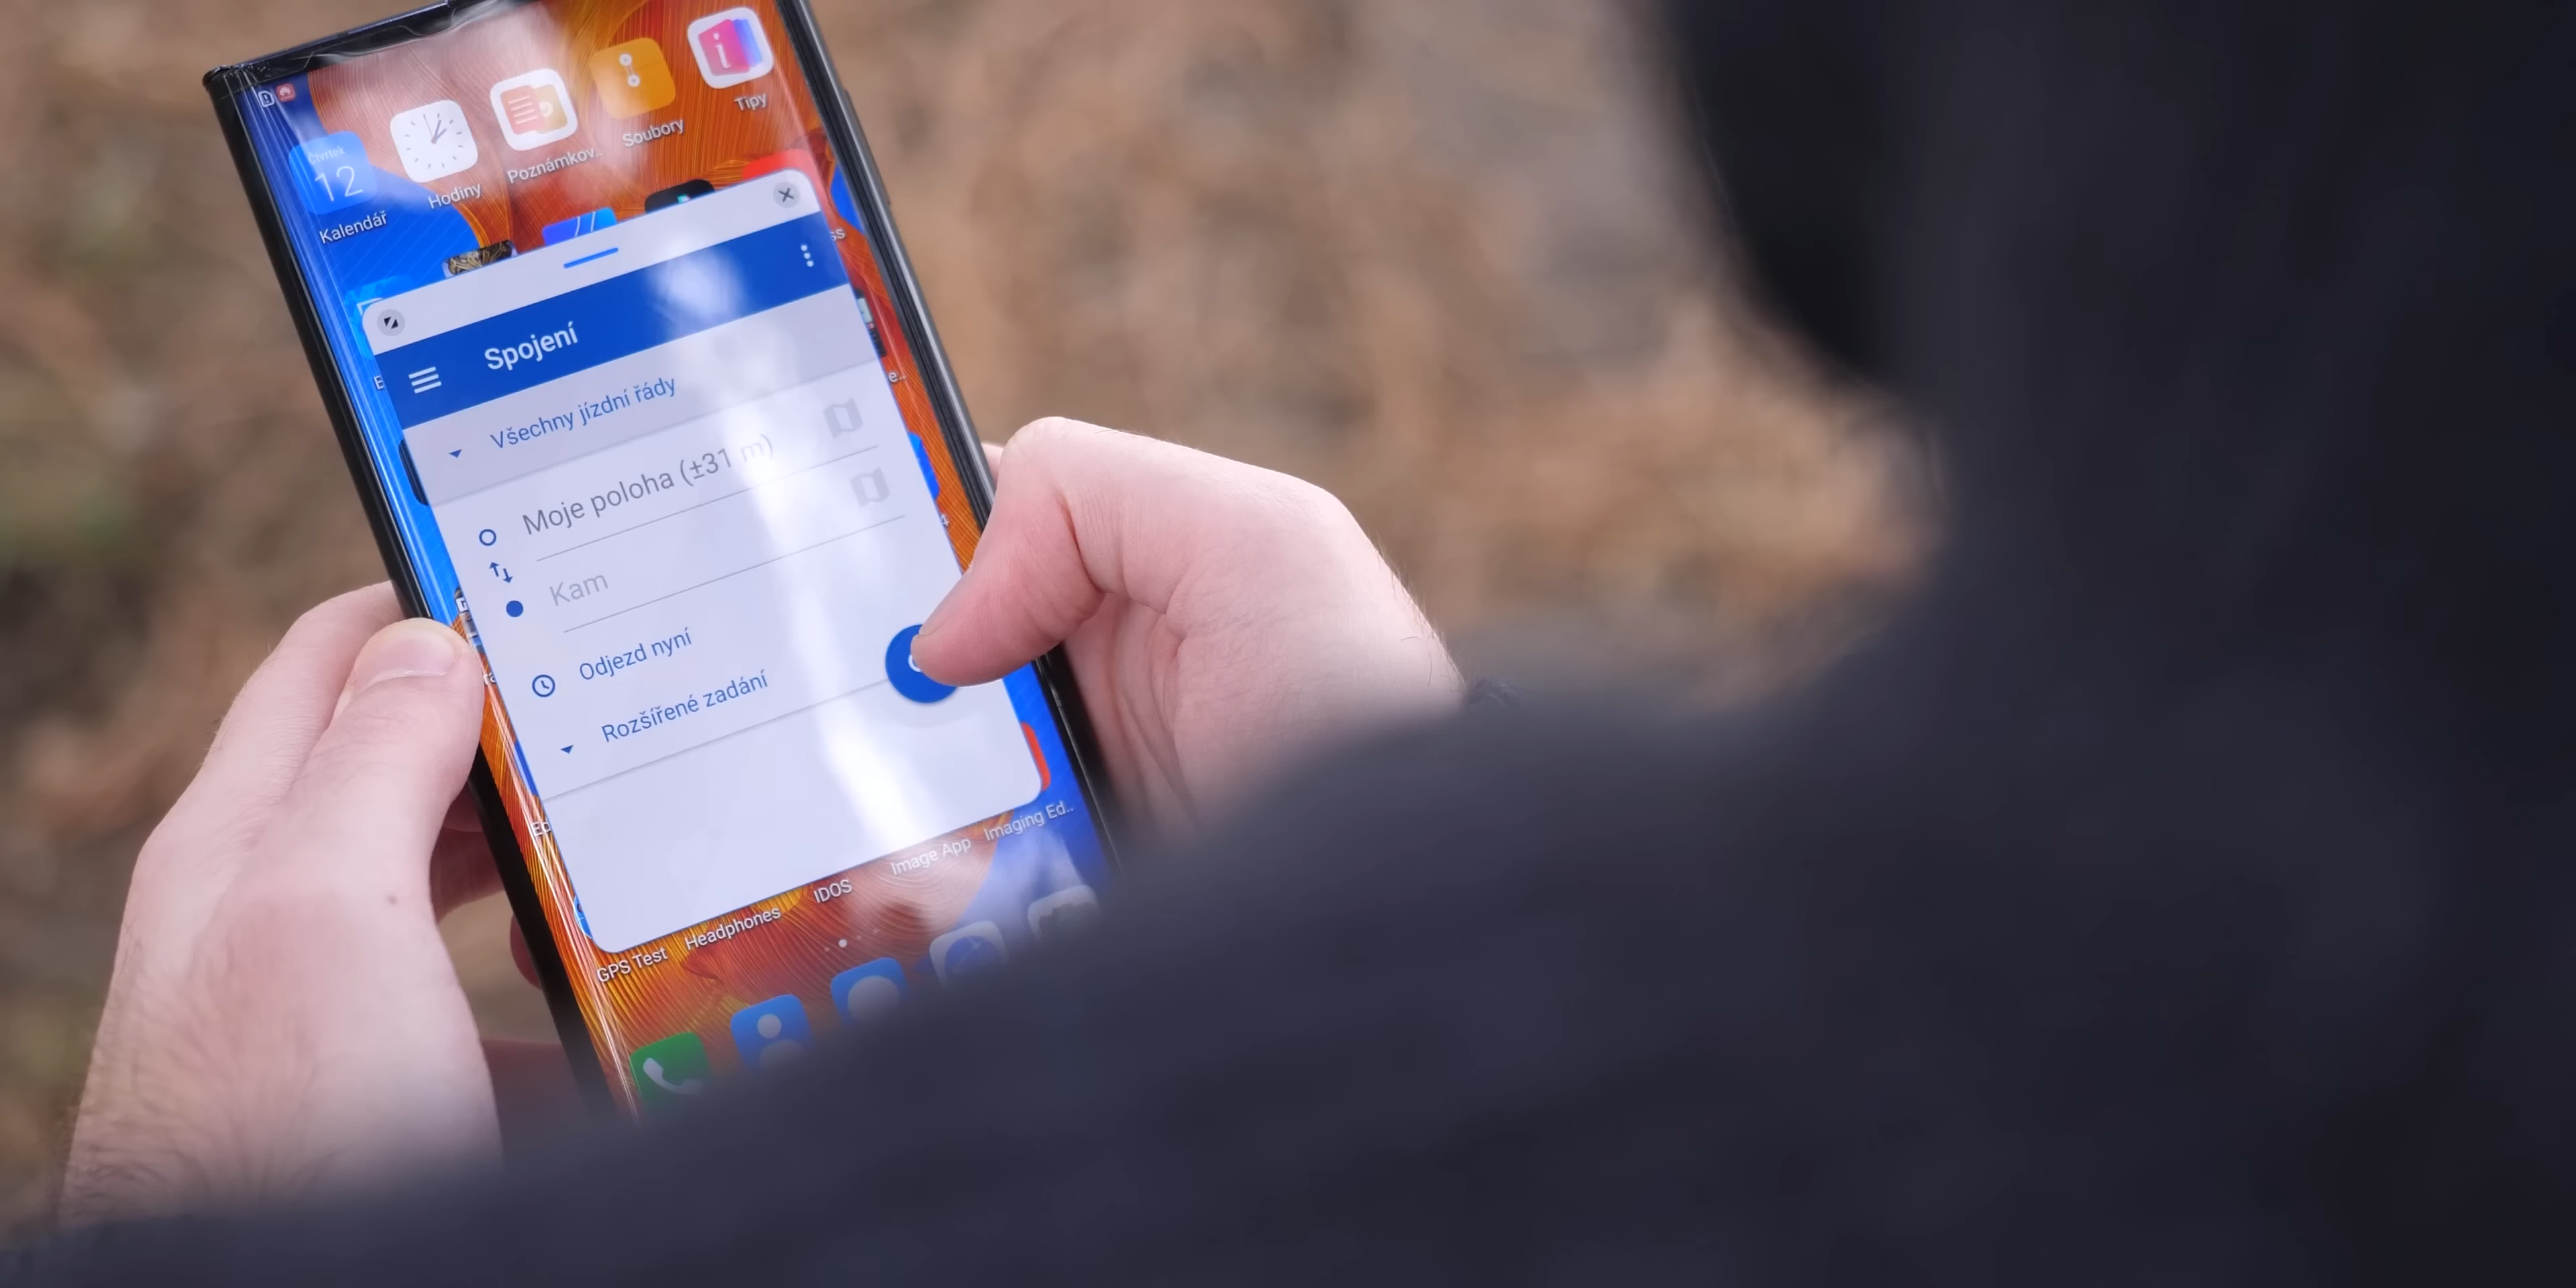 Čtvrtek
12
Kalendář
Hodiny
Poznámkov..
Soubory
Tipy
Spojení
Všechny jízdní řády
Moje poloha (±31 m)
Kam
Odjezd nyní
Rozšířené zadání
GPS Test
Headphones
IDOS
Image App
Imaging Ed..